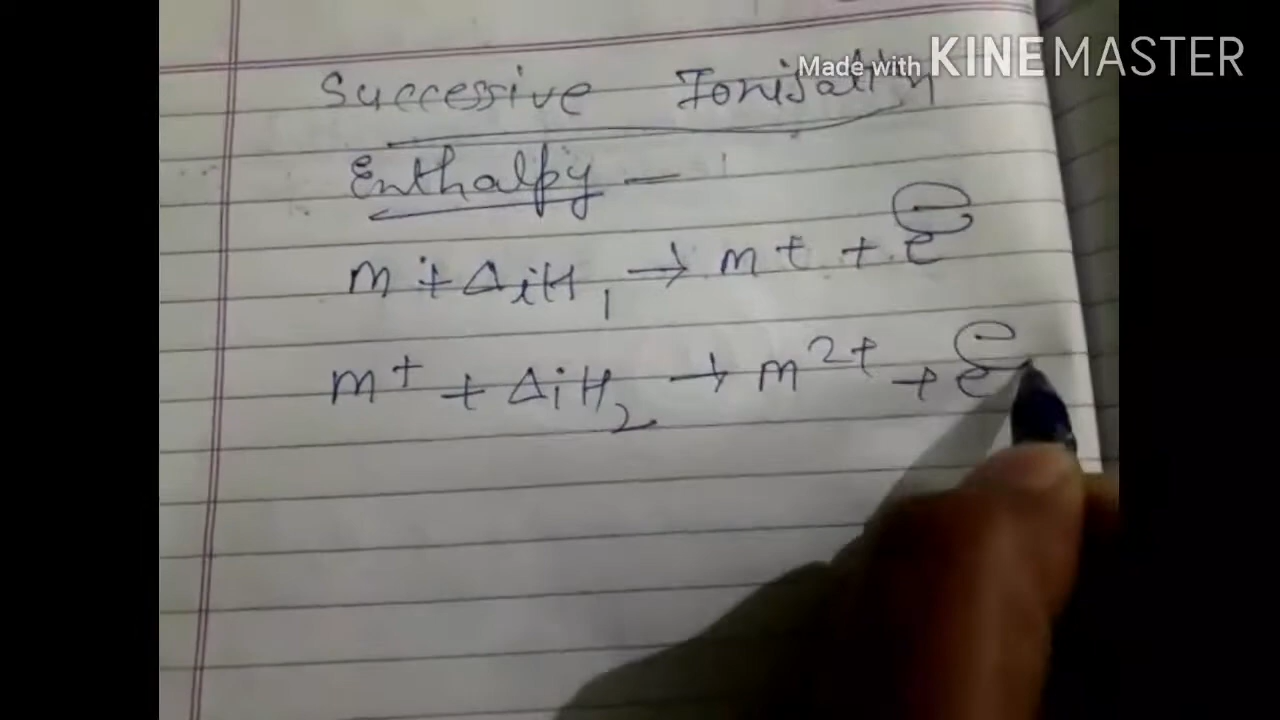 Made with KINEMASTER
Successive Ionisation
Enthalpy —
m + ΔiH₁ → m⁺ + e⁻
m⁺ + ΔiH₂ → m²⁺ + e⁻